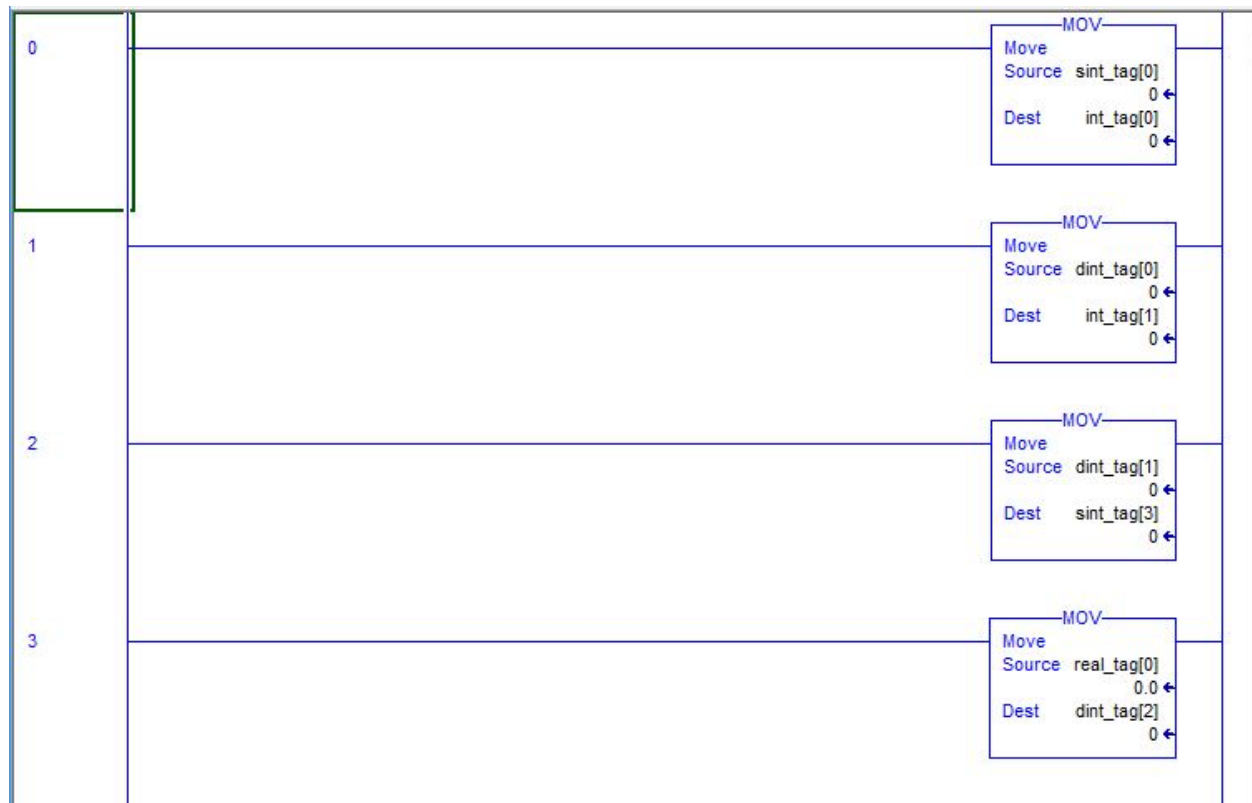 0
MOV
Move
Source sint_tag[0]
0
Dest int_tag[0]
0
1
MOV
Move
Source dint_tag[0]
0
Dest int_tag[1]
0
2
MOV
Move
Source dint_tag[1]
0
Dest sint_tag[3]
0
3
MOV
Move
Source real_tag[0]
0.0
Dest dint_tag[2]
0